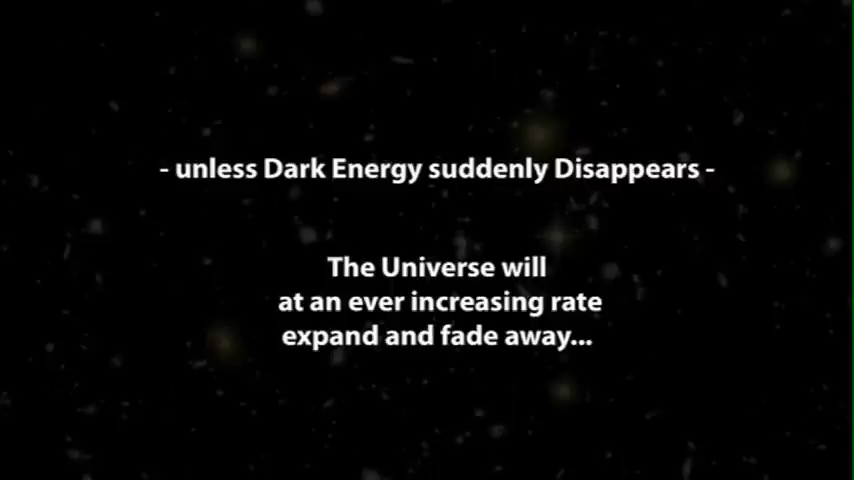 - unless Dark Energy suddenly Disappears -
The Universe will
at an ever increasing rate
expand and fade away...